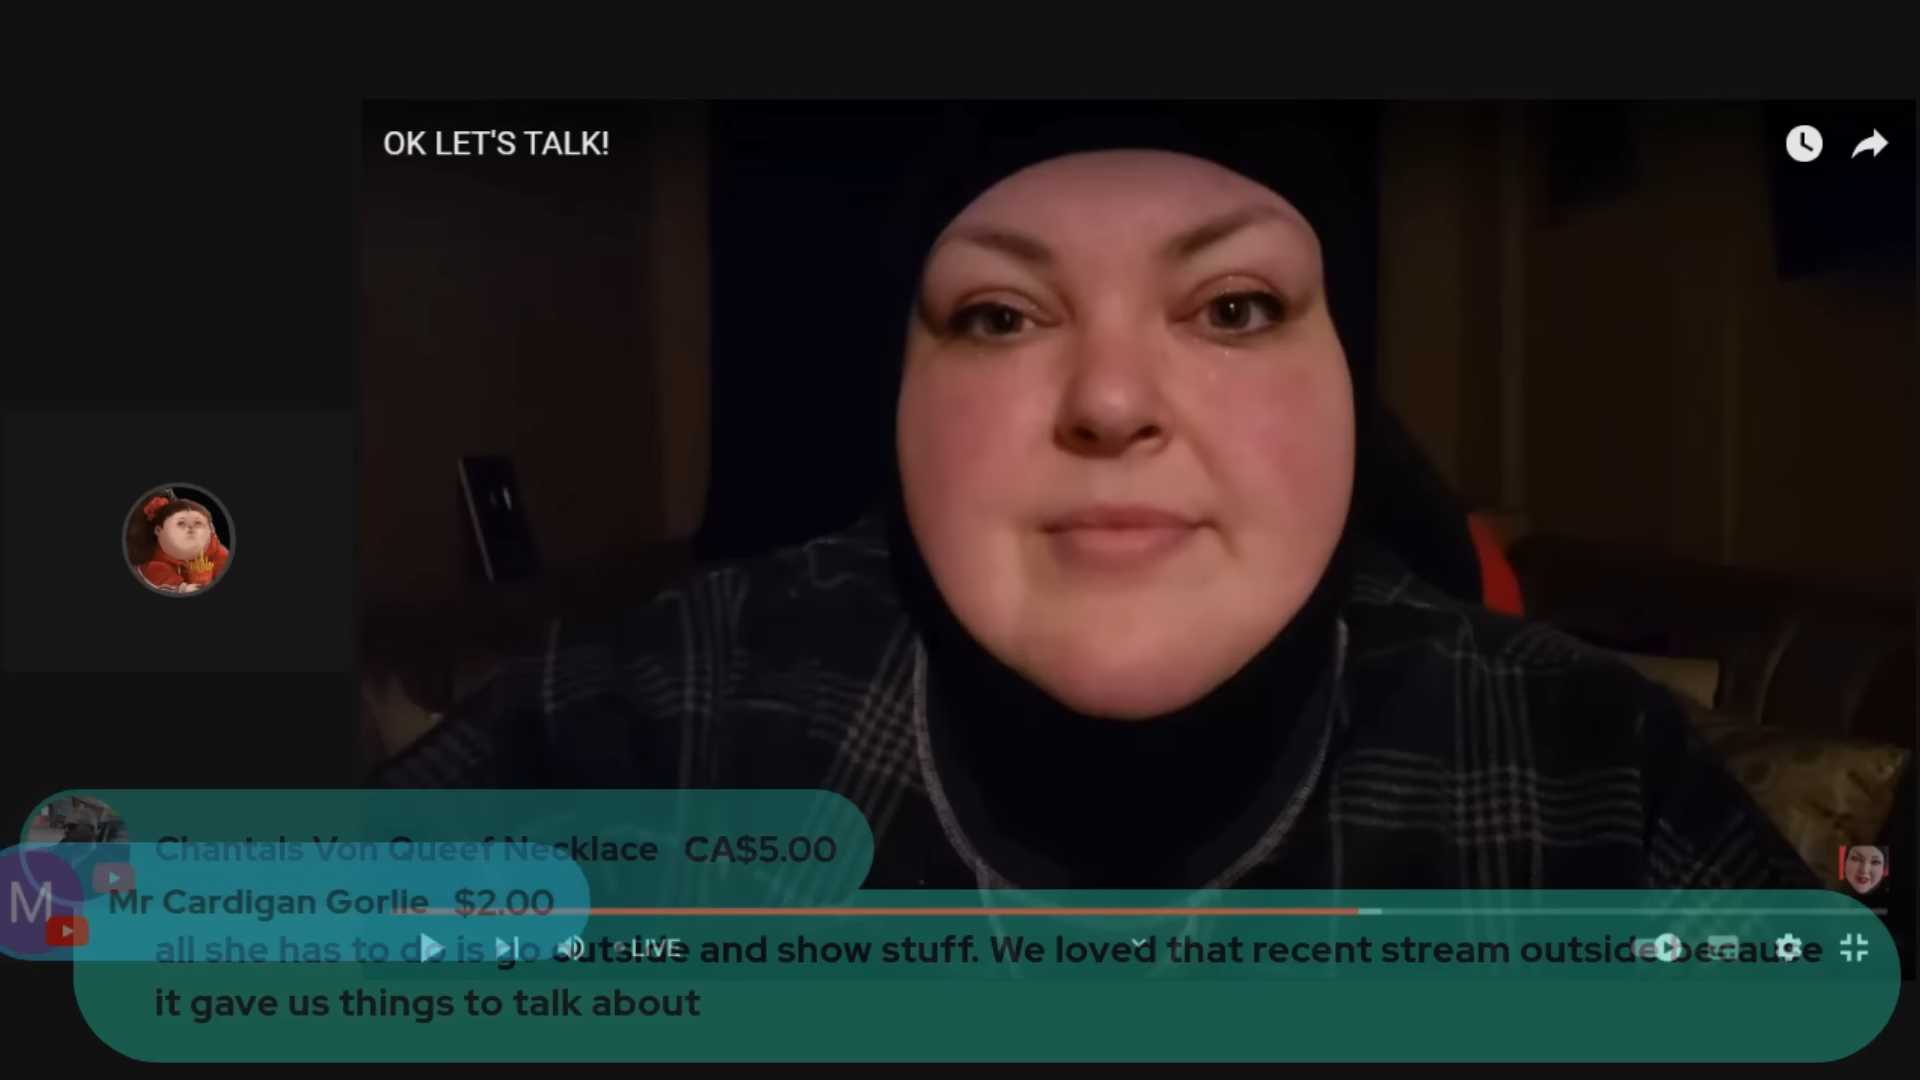 OK LET'S TALK!
Chantals Von Queef Necklace CA$5.00
M
Mr Cardigan Gorlie $2.00
all she has to do is go outside and show stuff. We loved that recent stream outside because
LIVE
it gave us things to talk about